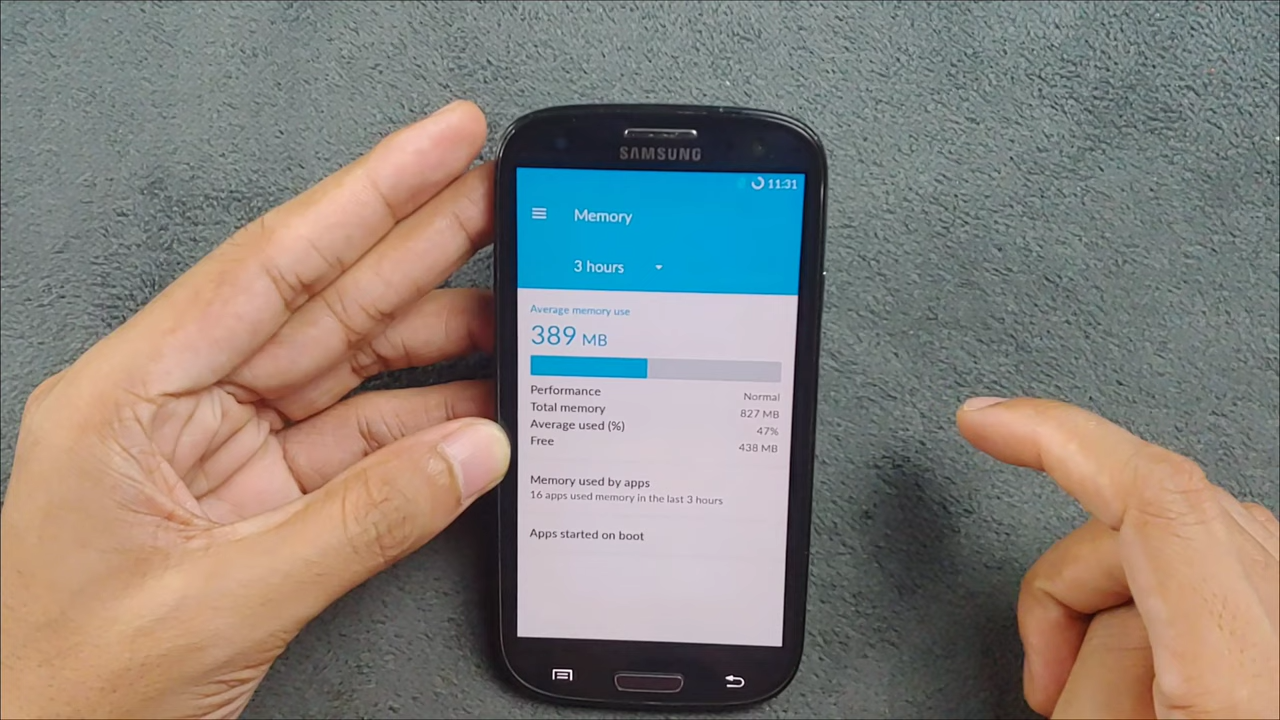 SAMSUNG
11:31
Memory
3 hours
Average memory use
389 MB
Performance Normal
Total memory 827 MB
Average used (%) 47%
Free 438 MB
Memory used by apps
16 apps used memory in the last 3 hours
Apps started on boot